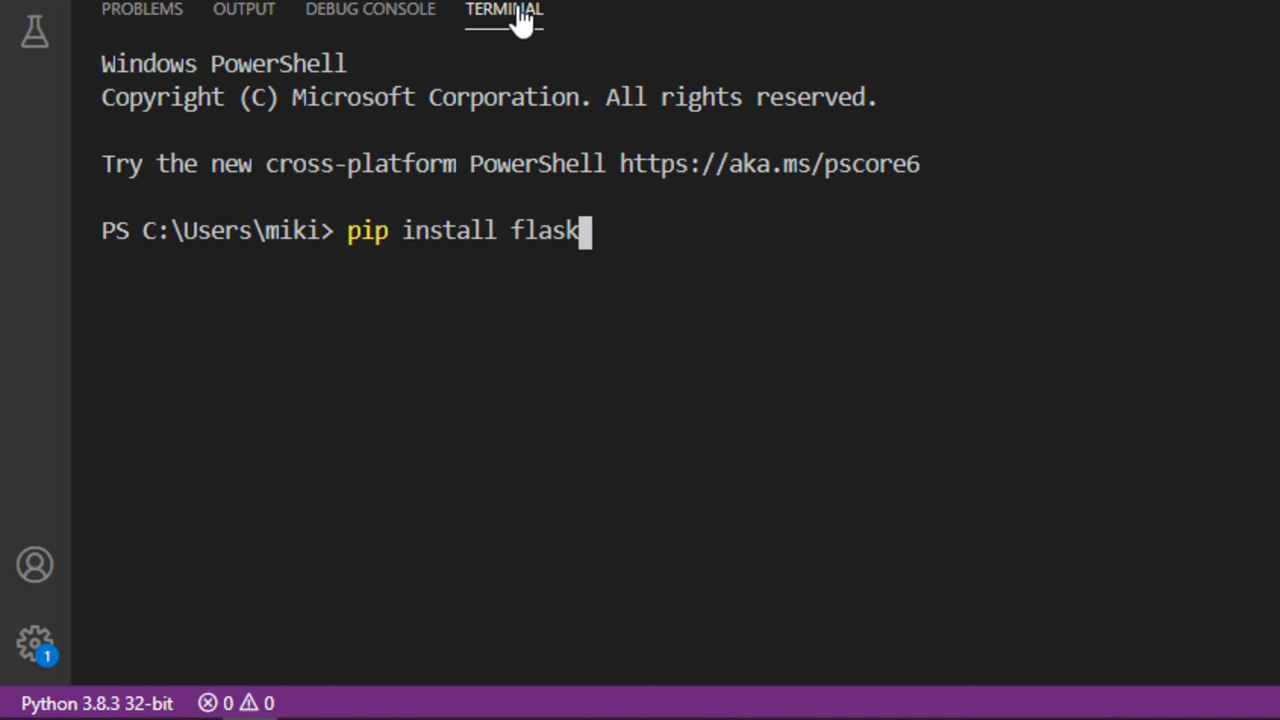 PROBLEMS OUTPUT DEBUG CONSOLE TERMINAL
Windows PowerShell
Copyright (C) Microsoft Corporation. All rights reserved.
Try the new cross-platform PowerShell https://aka.ms/pscore6
PS C:\Users\miki> pip install flask
1
Python 3.8.3 32-bit 0 0